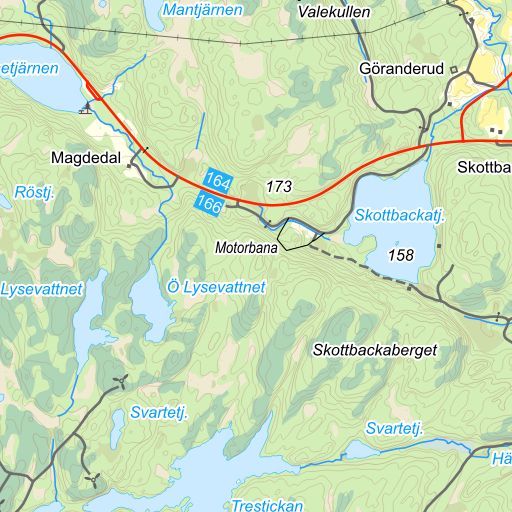 Mantjärnen
Valekullen
etjärnen
Göranderud
Magdedal
Skottba
164
173
Röstj.
166
Skottbackatj.
Motorbana
158
Lysevattnet
Ö Lysevattnet
Skottbackaberget
Svartetj.
Svartetj.
Hä
Trestickan